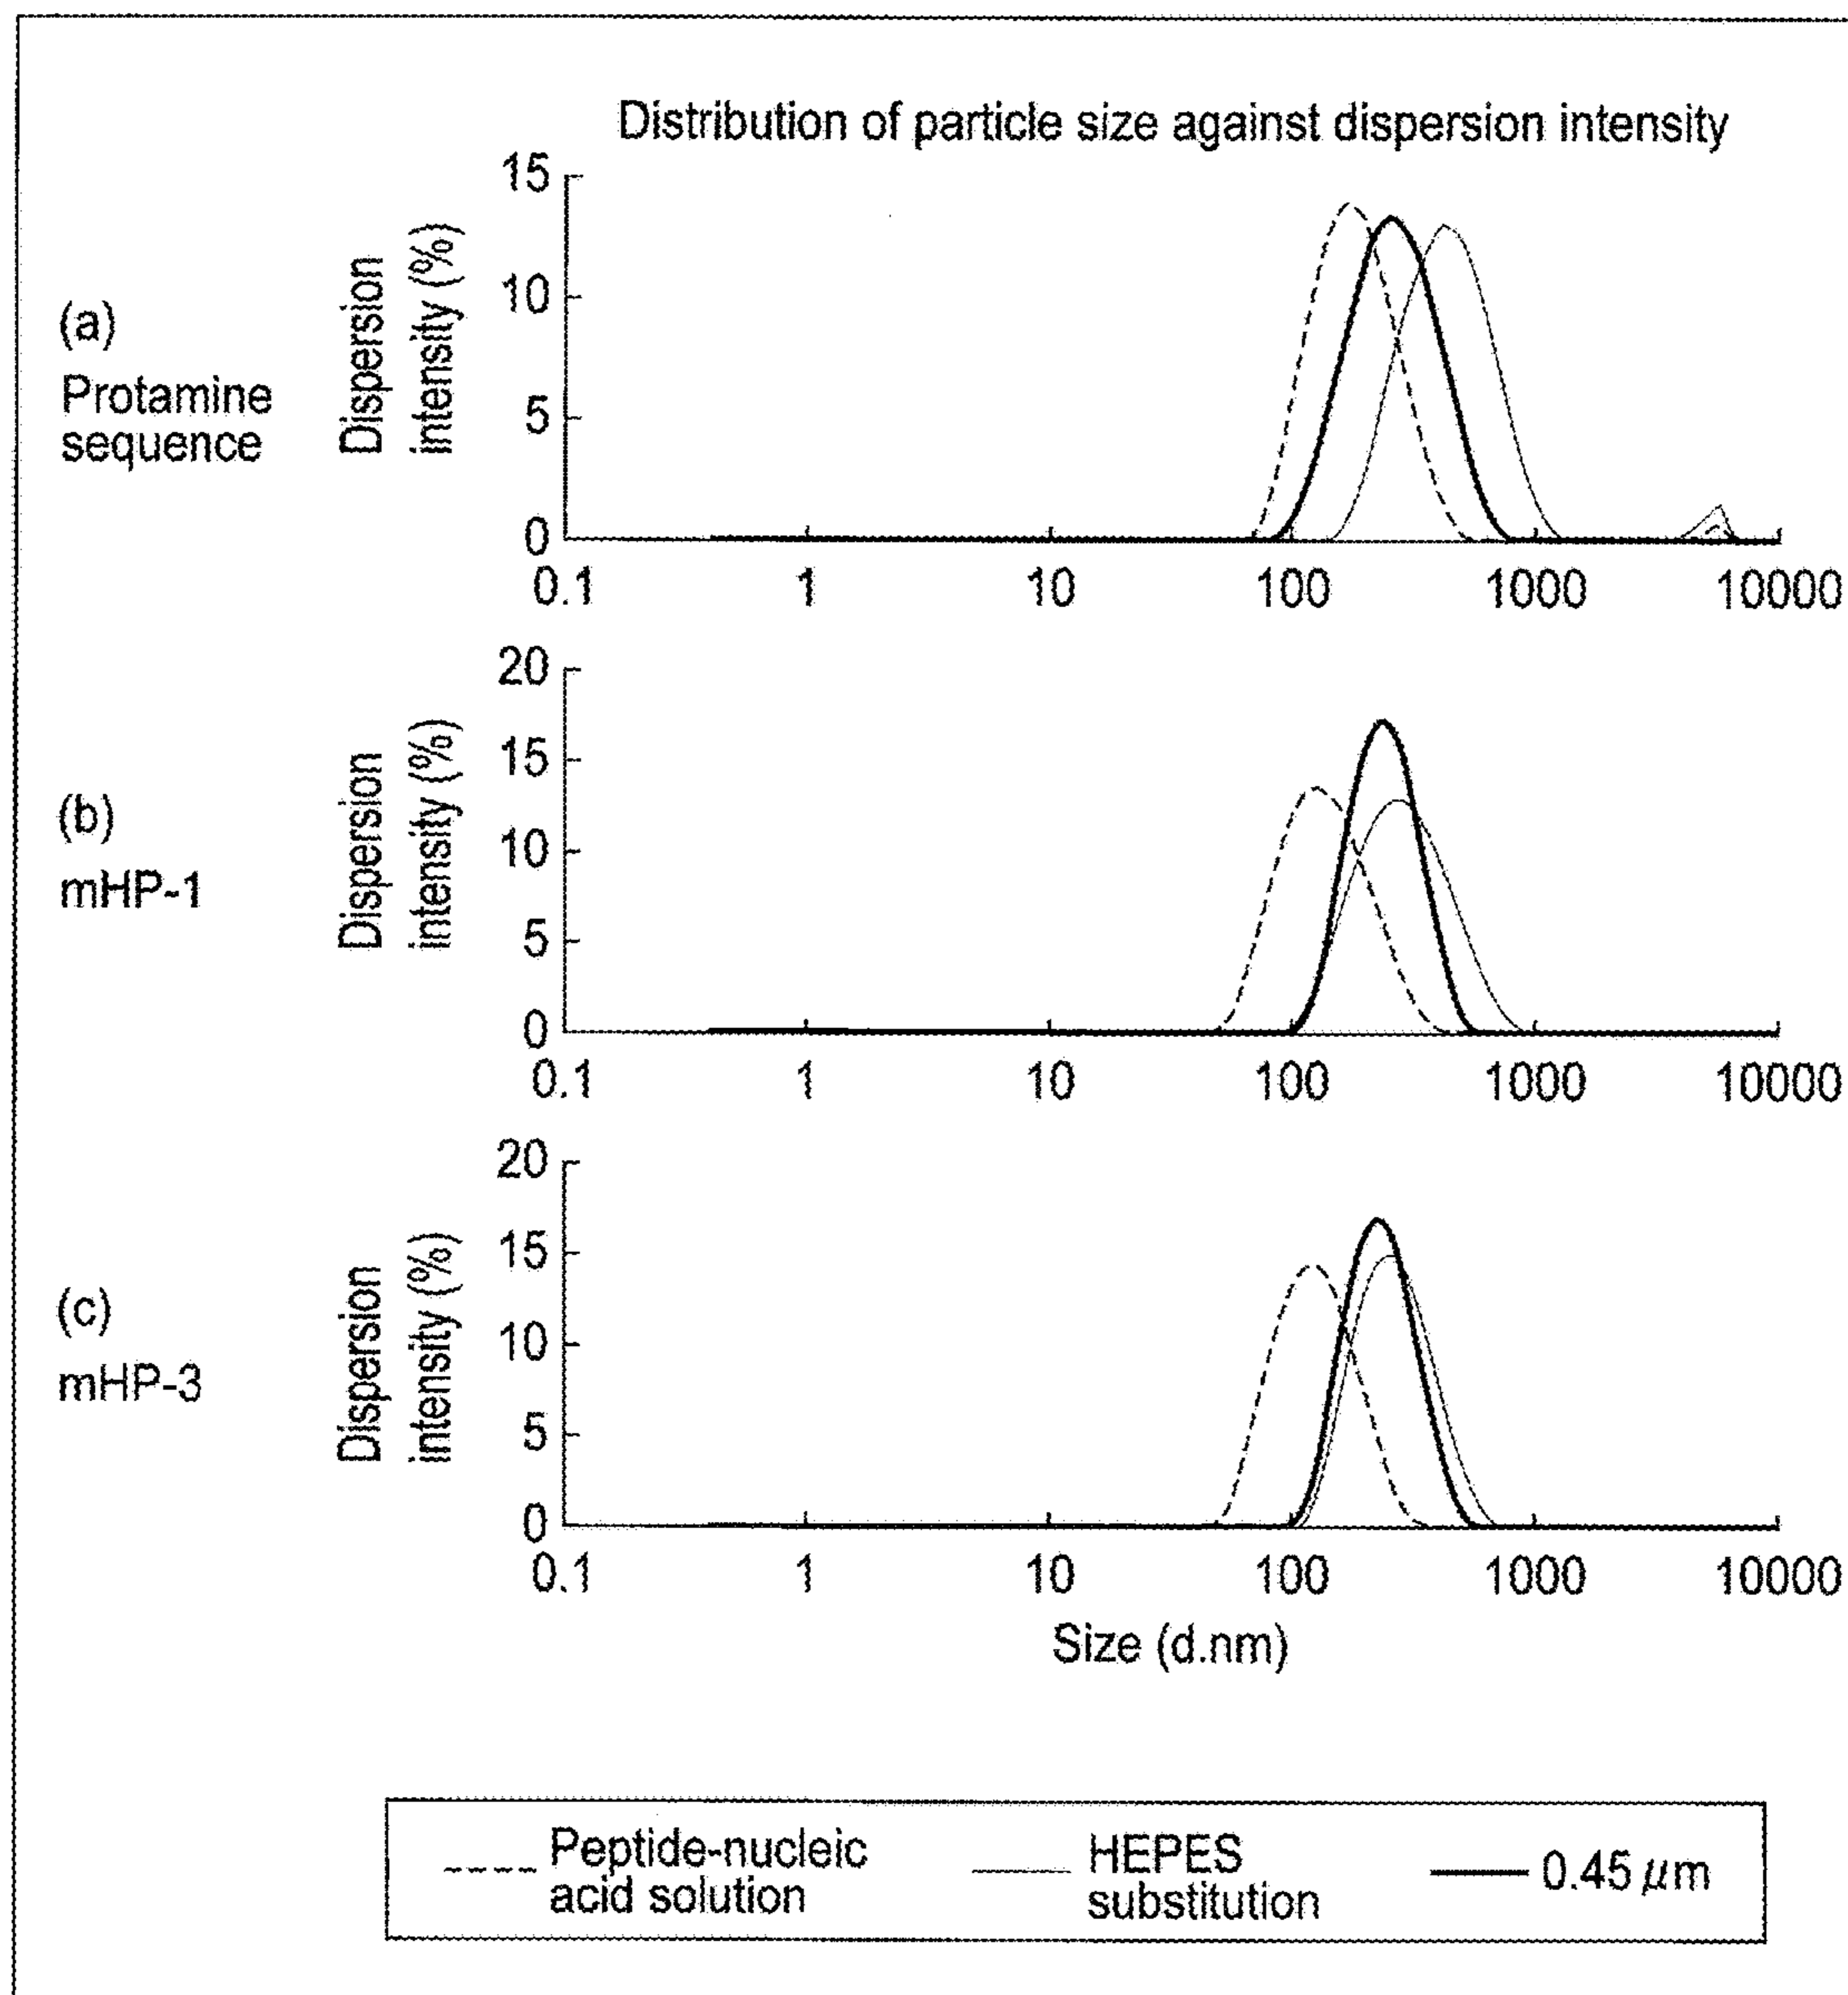 Distribution of particle size against dispersion intensity
(a)
Protamine
sequence
Dispersion
intensity (%)
15
10
5
0
0.1 1 10 100 1000 10000
(b)
mHP-1
Dispersion
intensity (%)
20
15
10
5
0
0.1 1 10 100 1000 10000
(c)
mHP-3
Dispersion
intensity (%)
20
15
10
5
0
0.1 1 10 100 1000 10000
Size (d.nm)
Peptide-nucleic
acid solution
HEPES
substitution
0.45 μm